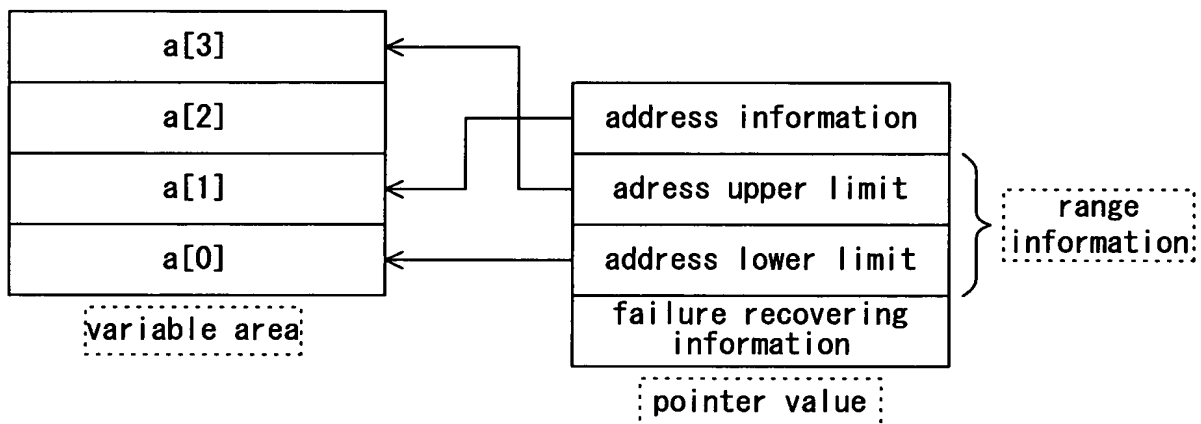 a[3]
a[2]
a[1]
a[0]
variable area
address information
adress upper limit
address lower limit
failure recovering
information
pointer value
range
information